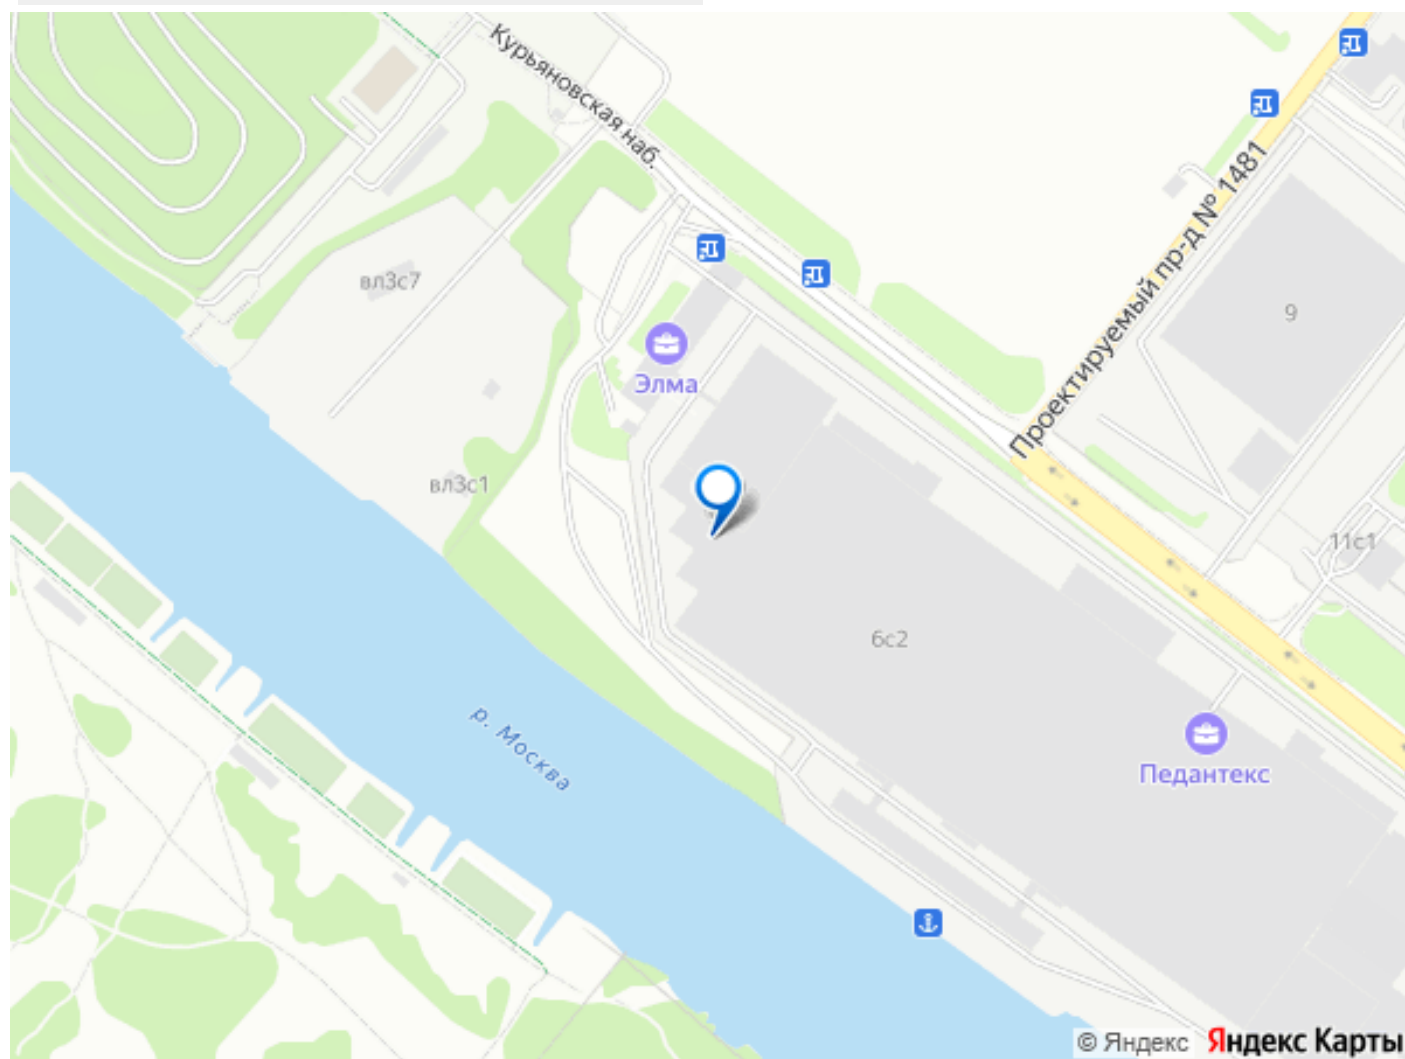 Курьяновская наб.
Проектируемый пр-д № 1481
вл3с7
9
Элма
вл3с1
11с1
6с2
р. Москва
Педантекс
© Яндекс Яндекс Карты